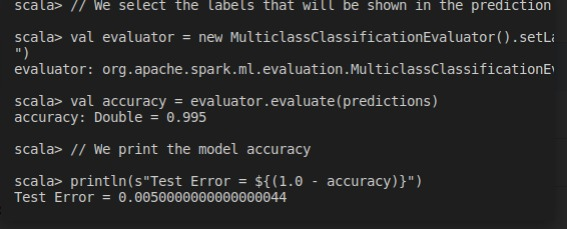 scala> // We select the labels that will be shown in the prediction
scala> val evaluator = new MulticlassClassificationEvaluator().setLa
")
evaluator: org.apache.spark.ml.evaluation.MulticlassClassificationEv
scala> val accuracy = evaluator.evaluate(predictions)
accuracy: Double = 0.995
scala> // We print the model accuracy
scala> println(s"Test Error = ${(1.0 - accuracy)}")
Test Error = 0.0050000000000000044